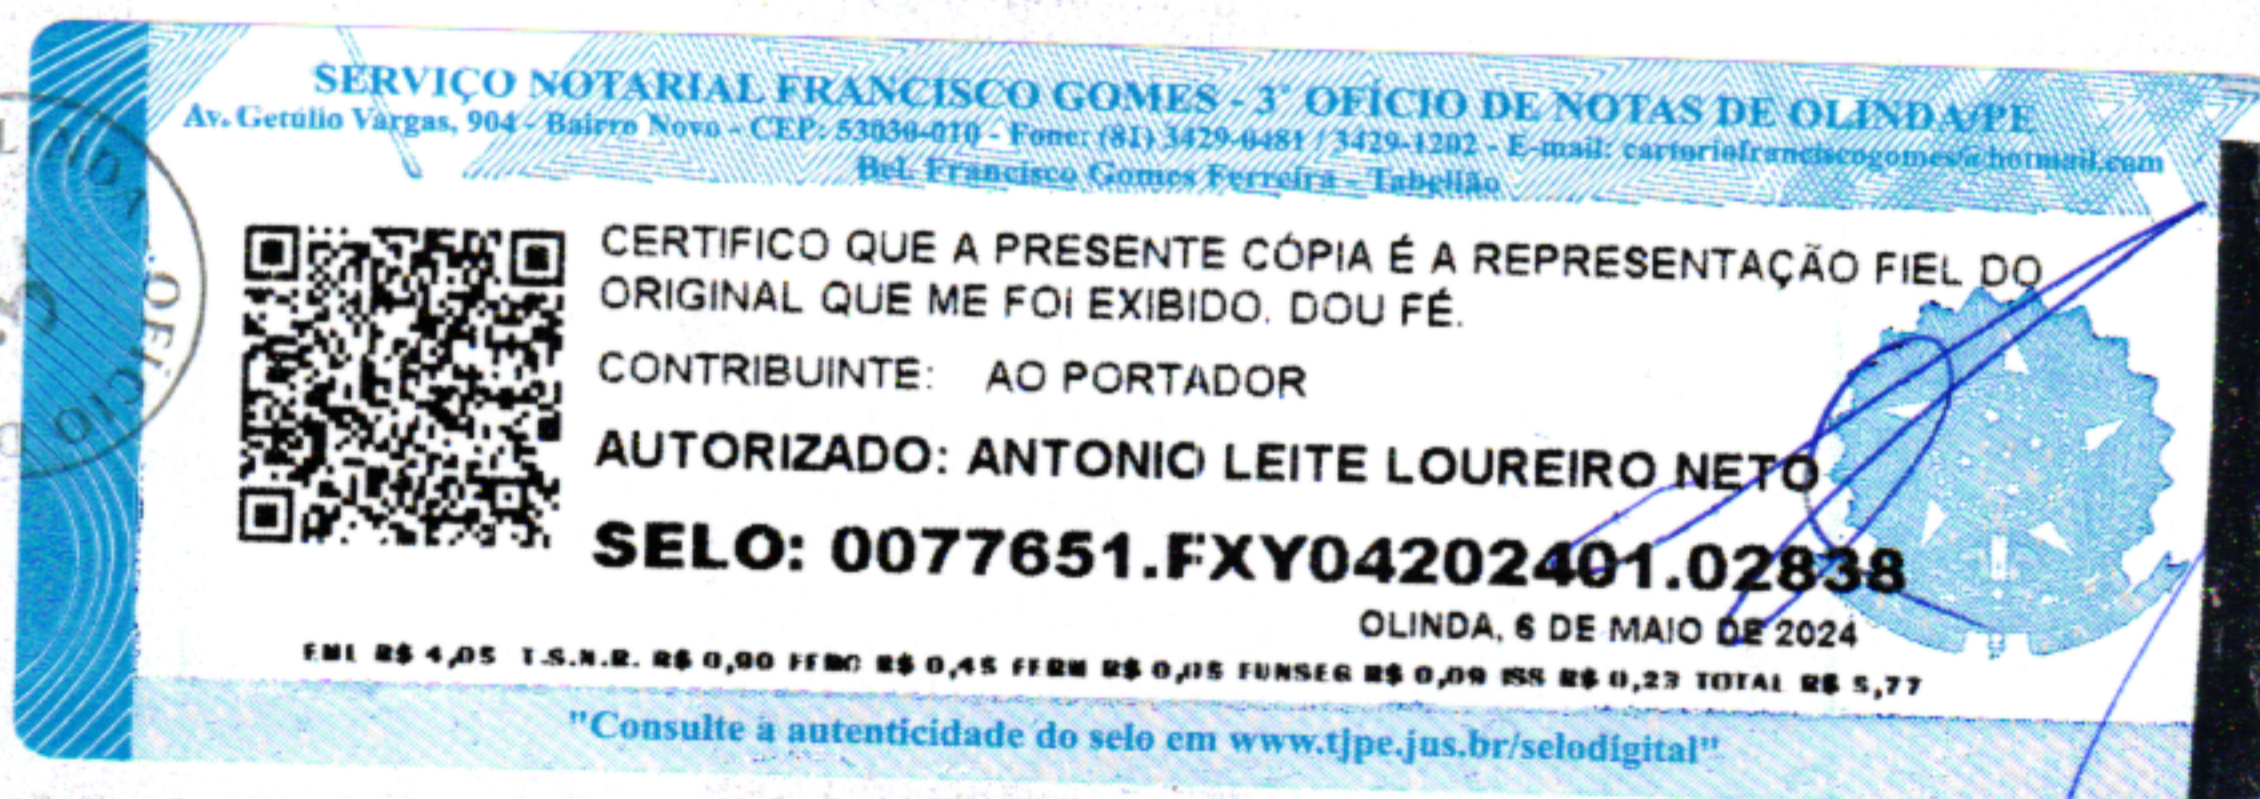 SERVIÇO NOTARIAL FRANCISCO GOMES - 3° OFÍCIO DE NOTAS DE OLINDA/PE
Av. Getúlio Vargas, 904 - Bairro Novo - CEP: 53030-010 - Fone: (81) 3429-0481 / 3429-1202 - E-mail: cartoriofranciscogomes@hotmail.com
Bel. Francisco Gomes Ferreira - Tabelião
CERTIFICO QUE A PRESENTE CÓPIA É A REPRESENTAÇÃO FIEL DO
ORIGINAL QUE ME FOI EXIBIDO. DOU FÉ.
CONTRIBUINTE: AO PORTADOR
AUTORIZADO: ANTONIO LEITE LOUREIRO NETO
SELO: 0077651.FXY04202401.02838
OLINDA, 6 DE MAIO DE 2024
EML R$ 4,05 T.S.N.R. R$ 0,90 FERC R$ 0,45 FERM R$ 0,05 FUNSEG R$ 0,09 ISS R$ 0,23 TOTAL R$ 5,77
"Consulte a autenticidade do selo em www.tjpe.jus.br/selodigital"
OFÍCIO